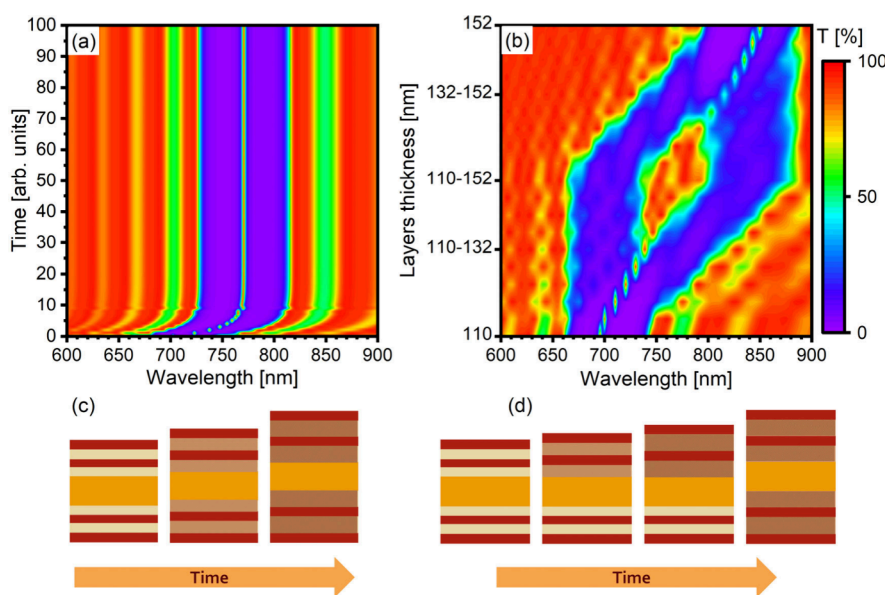 (a)
Time [arb. units]
100
90
80
70
60
50
40
30
20
10
0
600 650 700 750 800 850 900
Wavelength [nm]
(b)
Layers thickness [nm]
152
132-152
110-152
110-132
110
600 650 700 750 800 850 900
Wavelength [nm]
T [%]
100
50
0
(c)
Time
(d)
Time